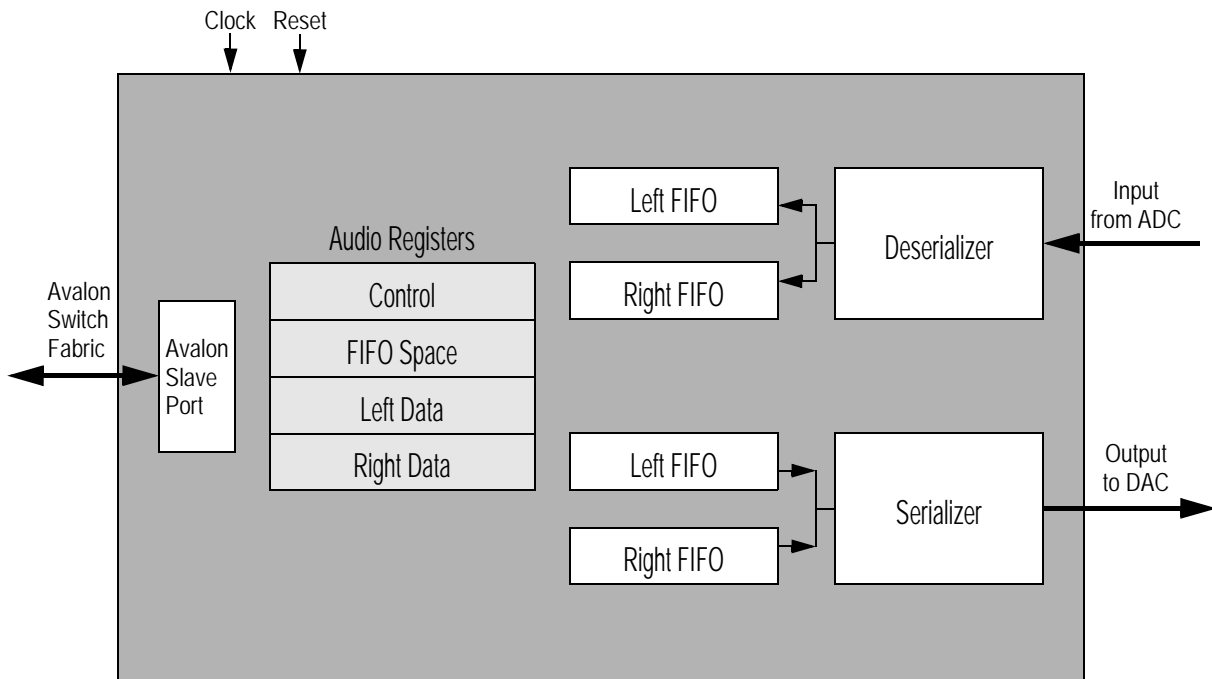 Clock
Reset
Left FIFO
Right FIFO
Deserializer
Input
from ADC
Audio Registers
Control
FIFO Space
Left Data
Right Data
Avalon
Switch
Fabric
Avalon
Slave
Port
Left FIFO
Right FIFO
Serializer
Output
to DAC